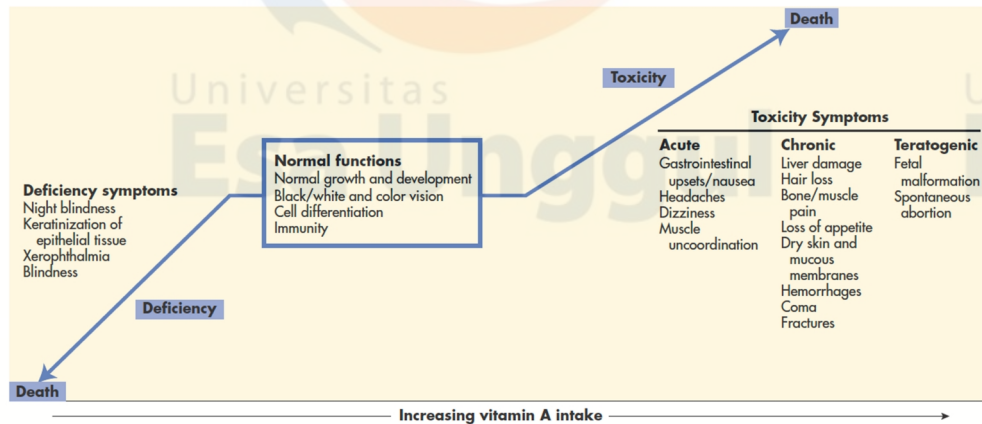 Death
Toxicity
Universitas
Esa Unggul
Toxicity Symptoms
Acute
Gastrointestinal
upsets/nausea
Headaches
Dizziness
Muscle
uncoordination
Chronic
Liver damage
Hair loss
Bone/muscle
pain
Loss of appetite
Dry skin and
mucous
membranes
Hemorrhages
Coma
Fractures
Teratogenic
Fetal
malformation
Spontaneous
abortion
Normal functions
Normal growth and development
Black/white and color vision
Cell differentiation
Immunity
Deficiency symptoms
Night blindness
Keratinization of
epithelial tissue
Xerophthalmia
Blindness
Deficiency
Death
Increasing vitamin A intake